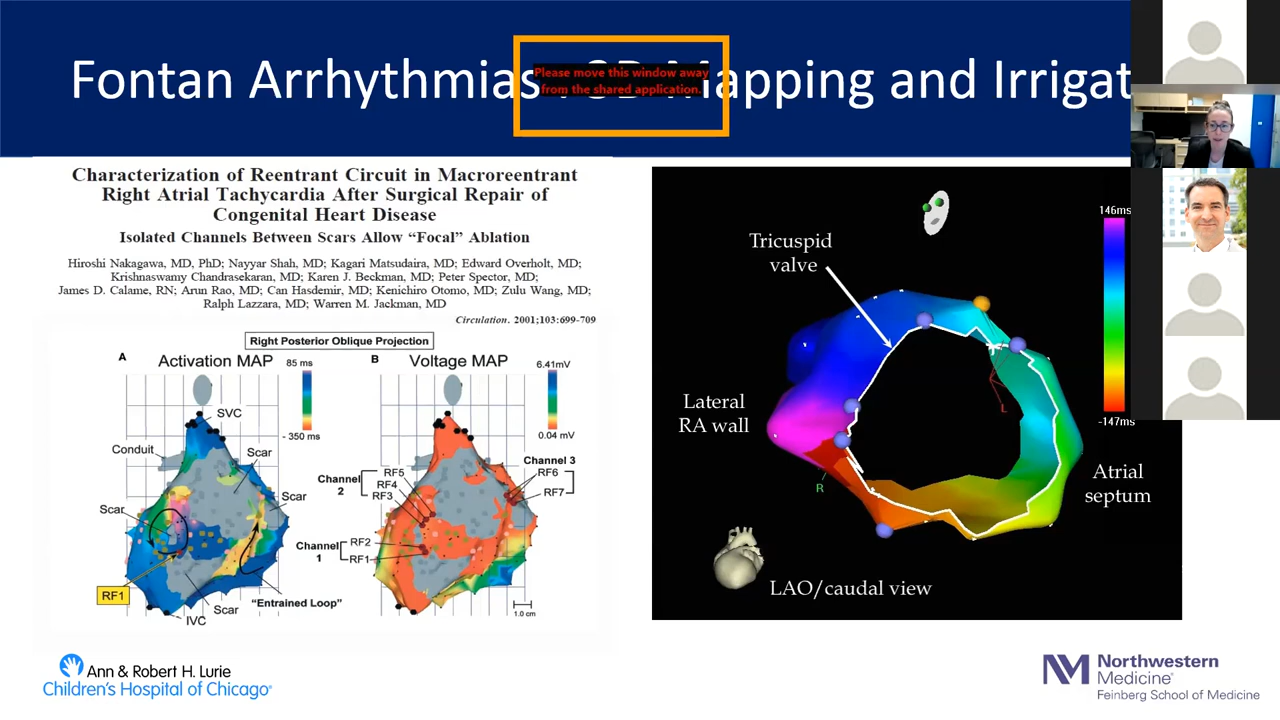 Fontan Arrhythmias Mapping and Irrigat
Please move this window away
from the shared application.
Characterization of Reentrant Circuit in Macroreentrant
Right Atrial Tachycardia After Surgical Repair of
Congenital Heart Disease
Isolated Channels Between Scars Allow “Focal” Ablation
Hiroshi Nakagawa, MD, PhD; Nayyar Shah, MD; Kagari Matsudaira, MD; Edward Overholt, MD;
Krishnaswamy Chandrasekaran, MD; Karen J. Beckman, MD; Peter Spector, MD;
James D. Calame, RN; Arun Rao, MD; Can Hasdemir, MD; Kenichiro Otomo, MD; Zulu Wang, MD;
Ralph Lazzara, MD; Warren M. Jackman, MD
Circulation. 2001;103:699-709
Right Posterior Oblique Projection
A
Activation MAP
85 ms
- 350 ms
SVC
Conduit
Scar
Scar
Scar
RF1
Scar
IVC
“Entrained Loop”
B
Voltage MAP
6.41mV
0.04 mV
Channel 3
RF6
RF7
Channel
2
RF5
RF4
RF3
Channel
1
RF2
RF1
1.0 cm
Tricuspid
valve
146ms
-147ms
Lateral
RA wall
L
R
Atrial
septum
LAO/caudal view
Ann & Robert H. Lurie
Children's Hospital of Chicago®
NM
Northwestern
Medicine®
Feinberg School of Medicine